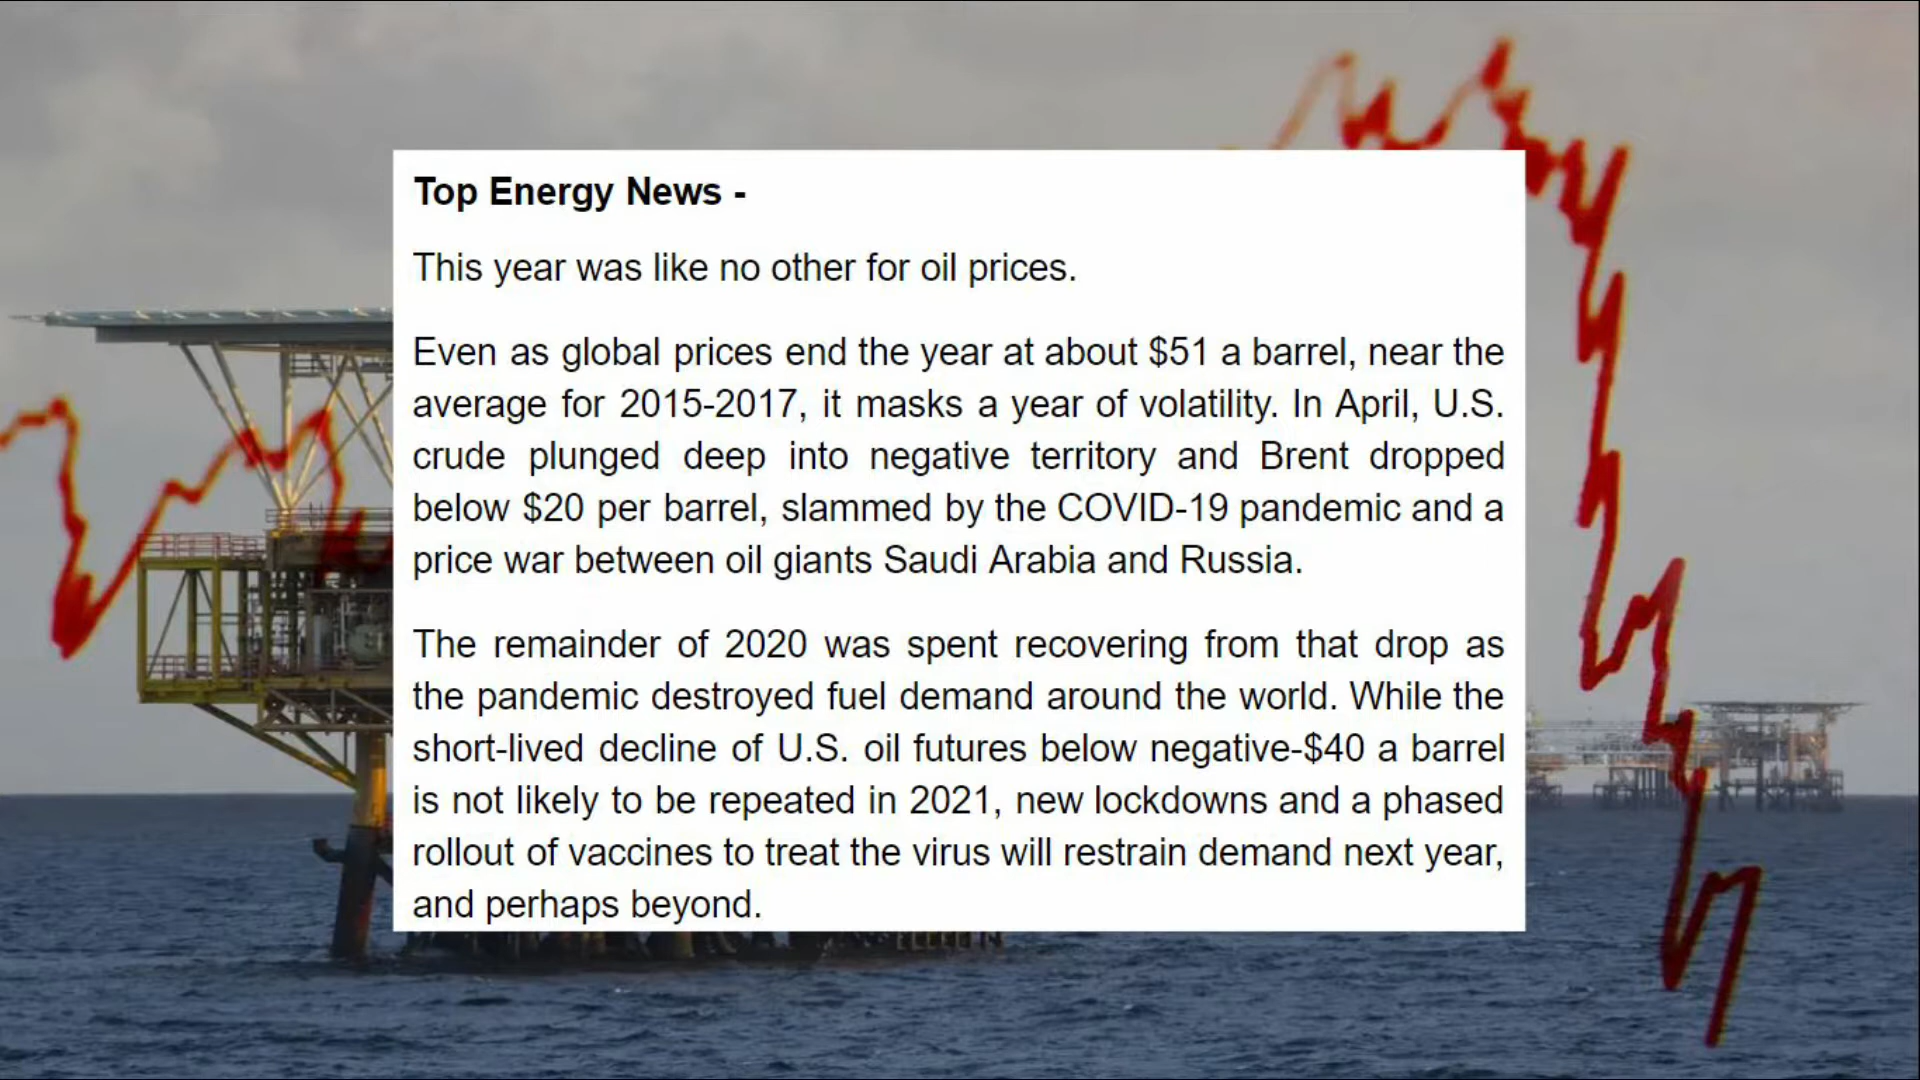 Top Energy News -
This year was like no other for oil prices.
Even as global prices end the year at about $51 a barrel, near the
average for 2015-2017, it masks a year of volatility. In April, U.S.
crude plunged deep into negative territory and Brent dropped
below $20 per barrel, slammed by the COVID-19 pandemic and a
price war between oil giants Saudi Arabia and Russia.
The remainder of 2020 was spent recovering from that drop as
the pandemic destroyed fuel demand around the world. While the
short-lived decline of U.S. oil futures below negative-$40 a barrel
is not likely to be repeated in 2021, new lockdowns and a phased
rollout of vaccines to treat the virus will restrain demand next year,
and perhaps beyond.